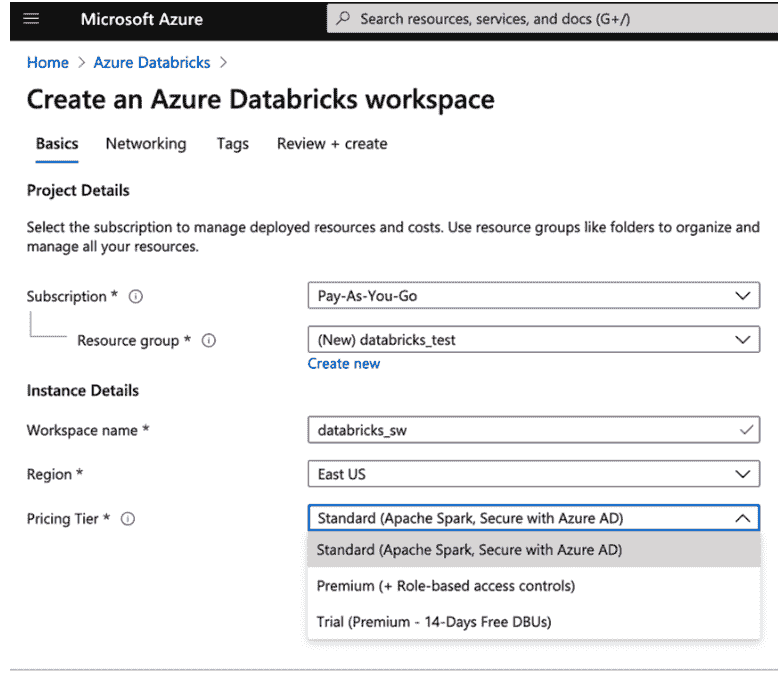 Microsoft Azure
Search resources, services, and docs (G+/)
Home > Azure Databricks >
Create an Azure Databricks workspace
Basics Networking Tags Review + create
Project Details
Select the subscription to manage deployed resources and costs. Use resource groups like folders to organize and
manage all your resources.
Subscription * Pay-As-You-Go
Resource group * (New) databricks_test
Create new
Instance Details
Workspace name * databricks_sw
Region * East US
Pricing Tier * Standard (Apache Spark, Secure with Azure AD)
Standard (Apache Spark, Secure with Azure AD)
Premium (+ Role-based access controls)
Trial (Premium - 14-Days Free DBUs)